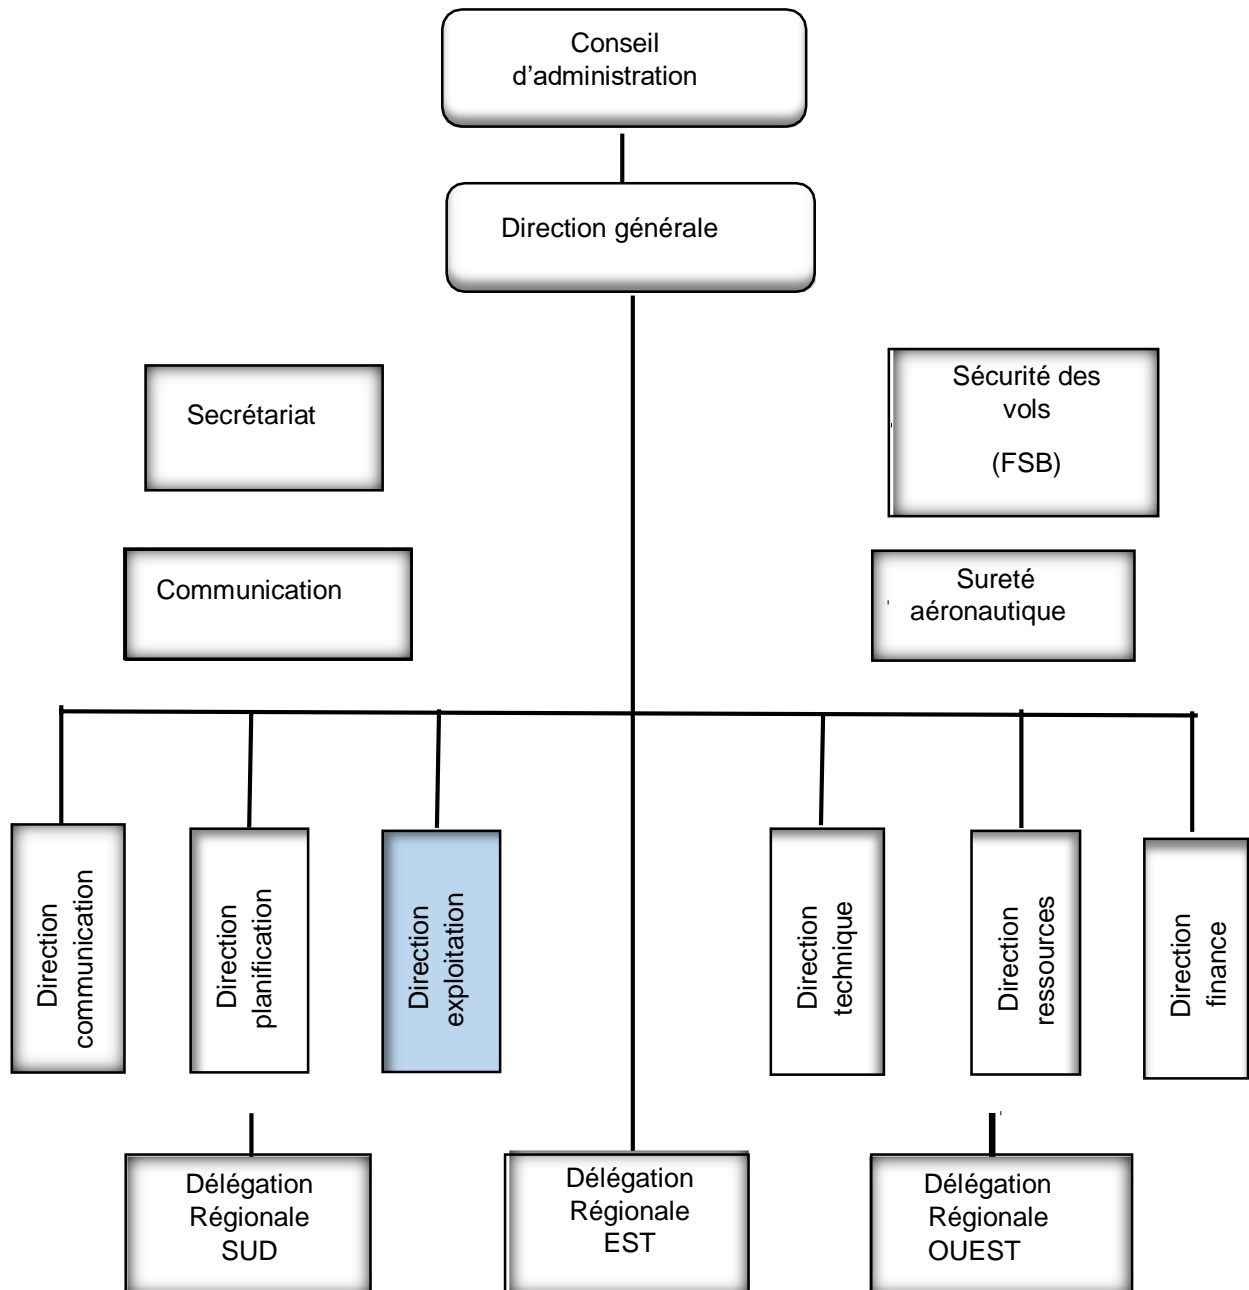 Conseil
d’administration
Direction générale
Secrétariat
Sécurité des
vols
(FSB)
Communication
Sureté
aéronautique
Direction
communication
Direction
planification
Direction
exploitation
Direction
technique
Direction
ressources
Direction
finance
Délégation
Régionale
SUD
Délégation
Régionale
EST
Délégation
Régionale
OUEST